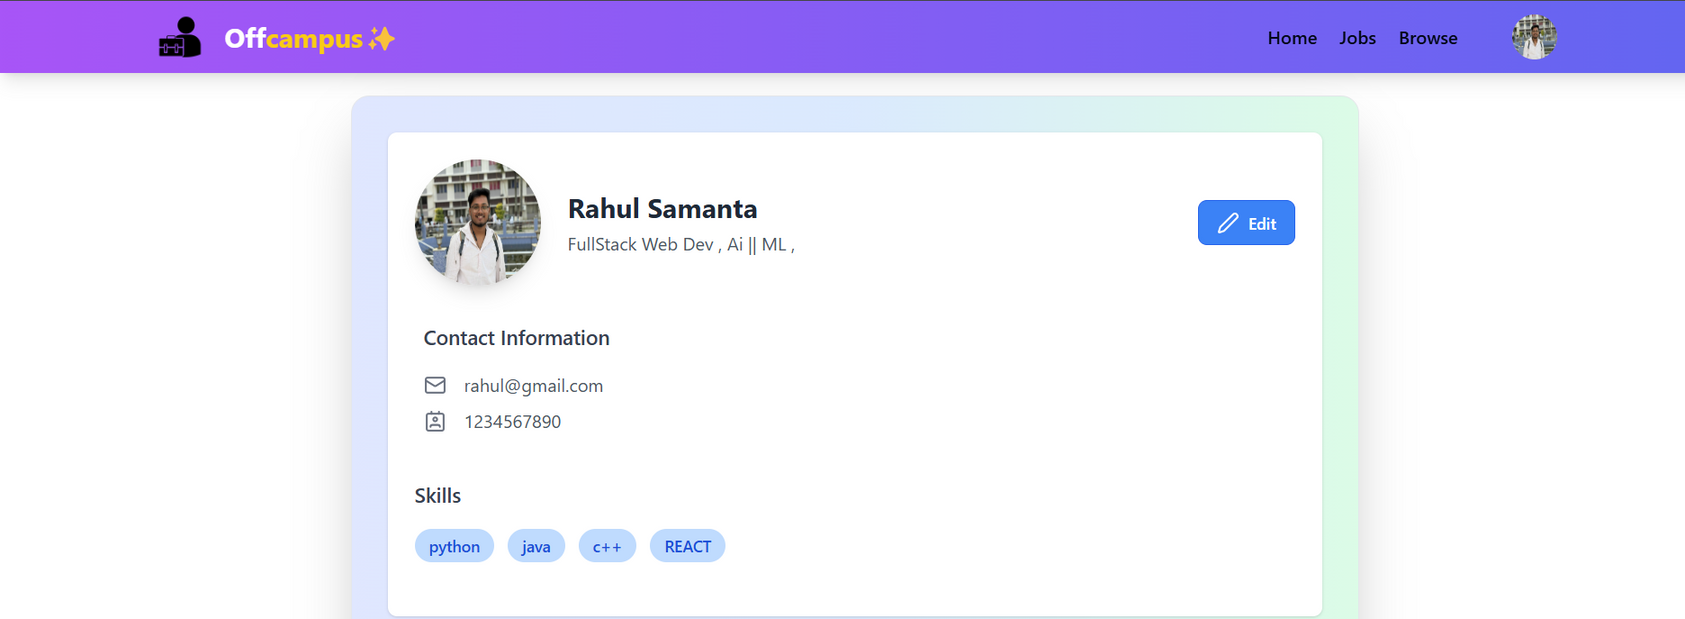 Offcampus✨
Home Jobs Browse
Rahul Samanta
FullStack Web Dev , Ai || ML ,
Edit
Contact Information
rahul@gmail.com
1234567890
Skills
python java c++ REACT